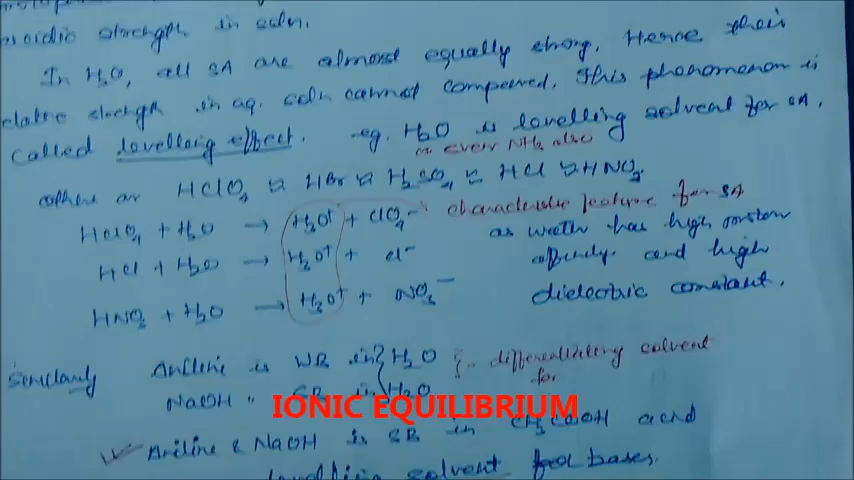 acidic strength in soln.
In H₂O, all SA are almost equally strong. Hence their
strength in aq. soln cannot compared. This phenomenon is
called levelling effect. eg. H₂O is levelling solvent for SA.
or even NH₃ also
HClO₄ HBr H₂SO₄ HCl HNO₃
HClO₄ + H₂O → H₃O⁺ + ClO₄⁻ characteristic feature for SA
HCl + H₂O → H₃O⁺ + Cl⁻ as water has high proton
affinity and high
HNO₃ + H₂O → H₃O⁺ + NO₃⁻ dielectric constant.
Similarly Aniline is WB in H₂O differentiating solvent
for
NaOH " SB in H₂O
IONIC EQUILIBRIUM
Aniline & NaOH is SB in CH₃COOH acid
levelling solvent for bases.